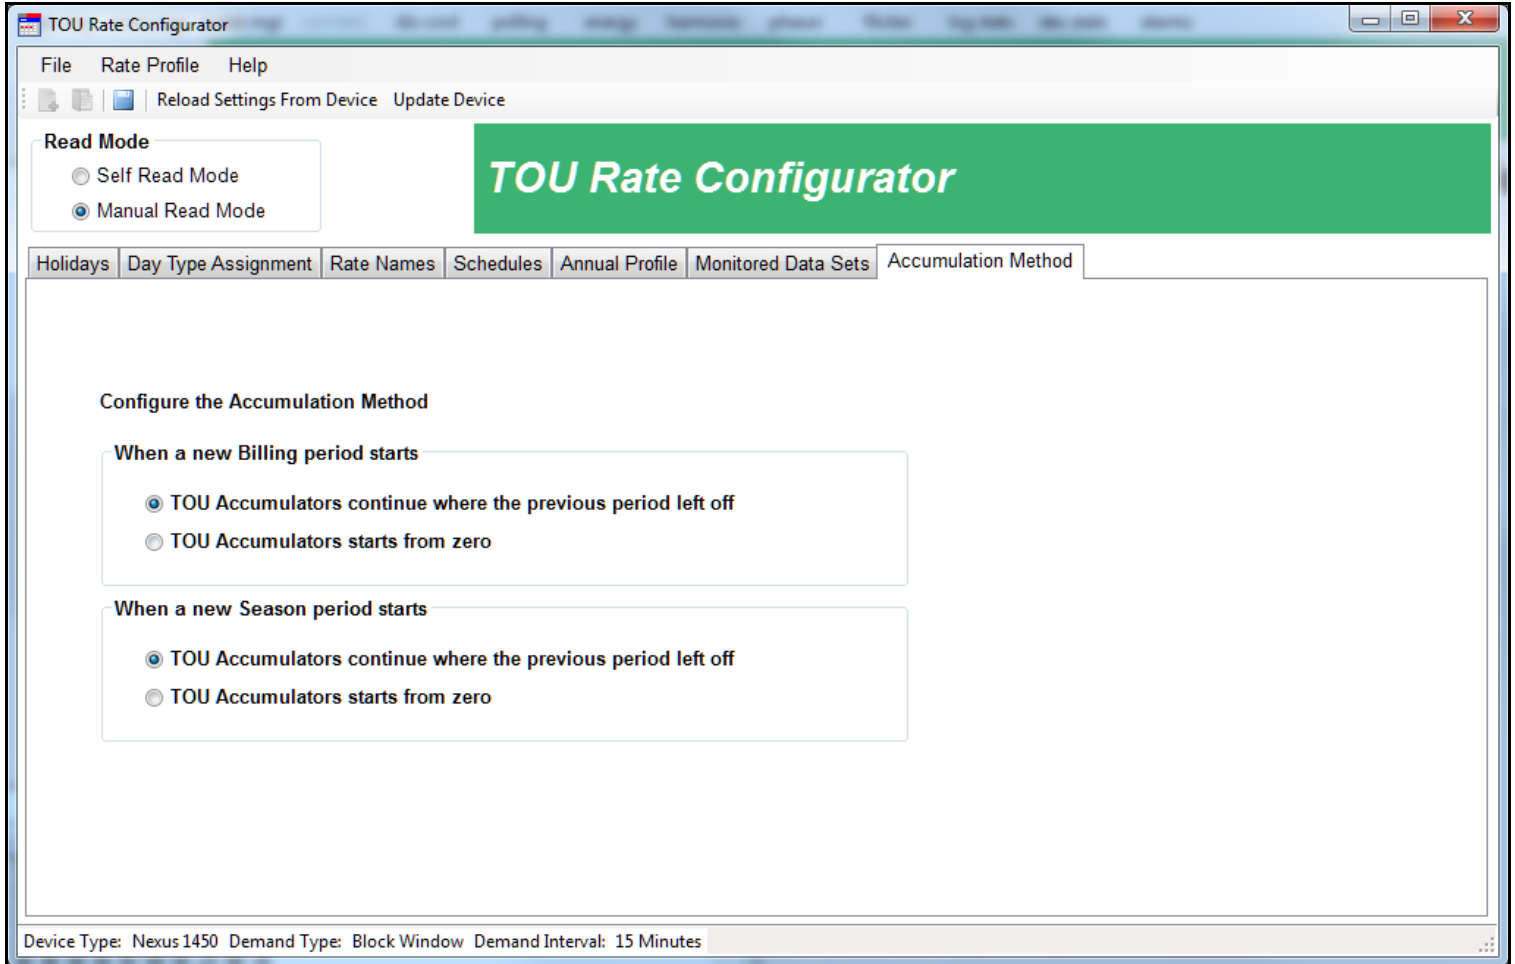 TOU Rate Configurator
File Rate Profile Help
Reload Settings From Device Update Device
Read Mode
Self Read Mode
Manual Read Mode
TOU Rate Configurator
Holidays Day Type Assignment Rate Names Schedules Annual Profile Monitored Data Sets Accumulation Method
Configure the Accumulation Method
When a new Billing period starts
TOU Accumulators continue where the previous period left off
TOU Accumulators starts from zero
When a new Season period starts
TOU Accumulators continue where the previous period left off
TOU Accumulators starts from zero
Device Type: Nexus 1450 Demand Type: Block Window Demand Interval: 15 Minutes